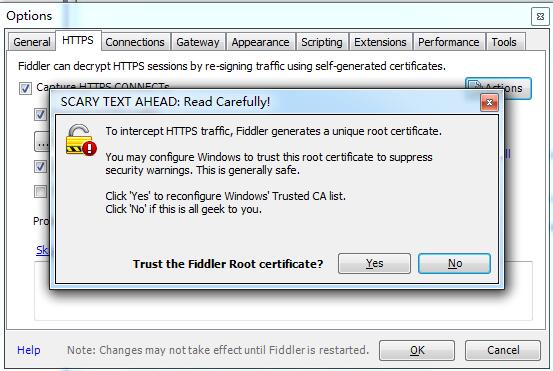 Options
General HTTPS Connections Gateway Appearance Scripting Extensions Performance Tools
Fiddler can decrypt HTTPS sessions by re-signing traffic using self-generated certificates.
Capture HTTPS CONNECTs
Actions
SCARY TEXT AHEAD: Read Carefully!
To intercept HTTPS traffic, Fiddler generates a unique root certificate.
You may configure Windows to trust this root certificate to suppress
security warnings. This is generally safe.
Click 'Yes' to reconfigure Windows' Trusted CA list.
Click 'No' if this is all geek to you.
Trust the Fiddler Root certificate? Yes No
...
Pro
Sk
Help Note: Changes may not take effect until Fiddler is restarted. OK Cancel